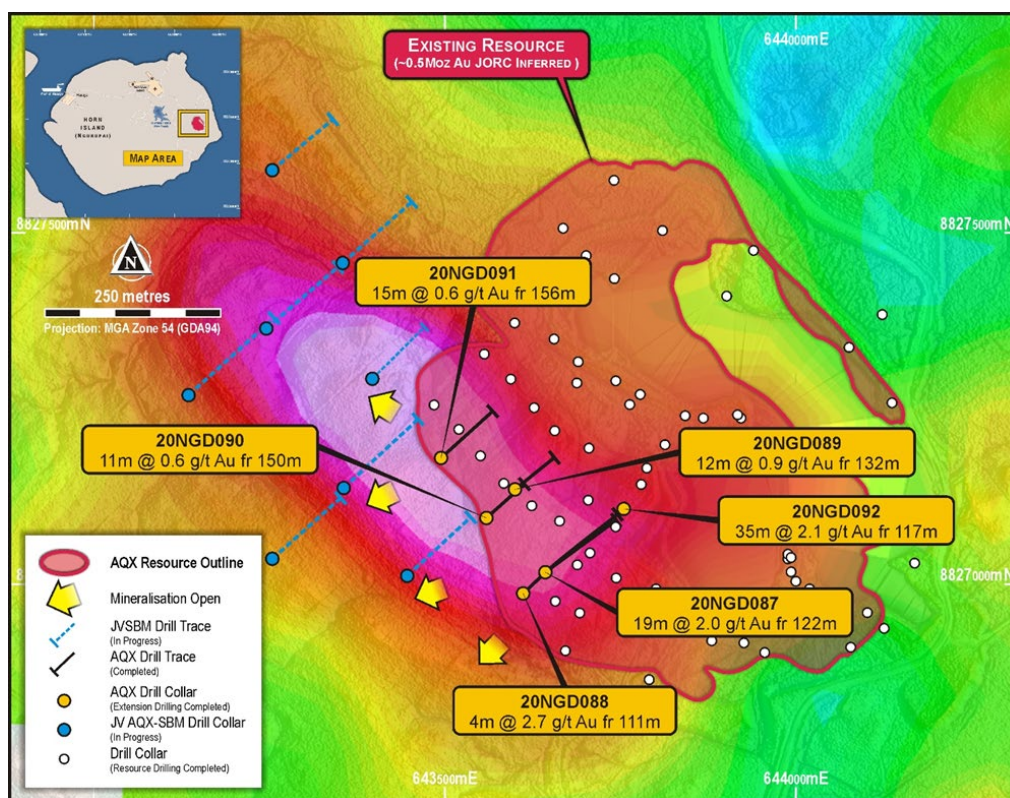 EXISTING RESOURCE
(~0.5MOZ AU JORC INFERRED )
644000mE
HORN
ISLAND
(NGURUPAI)
MAP AREA
8827500mN
8827500mN
N
250 metres
Projection: MGA Zone 54 (GDA94)
20NGD091
15m @ 0.6 g/t Au fr 156m
20NGD090
11m @ 0.6 g/t Au fr 150m
20NGD089
12m @ 0.9 g/t Au fr 132m
20NGD092
35m @ 2.1 g/t Au fr 117m
8827000mN
20NGD087
19m @ 2.0 g/t Au fr 122m
20NGD088
4m @ 2.7 g/t Au fr 111m
AQX Resource Outline
Mineralisation Open
JVSBM Drill Trace
(In Progress)
AQX Drill Trace
(Completed)
AQX Drill Collar
(Extension Drilling Completed)
JV AQX-SBM Drill Collar
(In Progress)
Drill Collar
(Resource Drilling Completed)
643500mE
644000mE